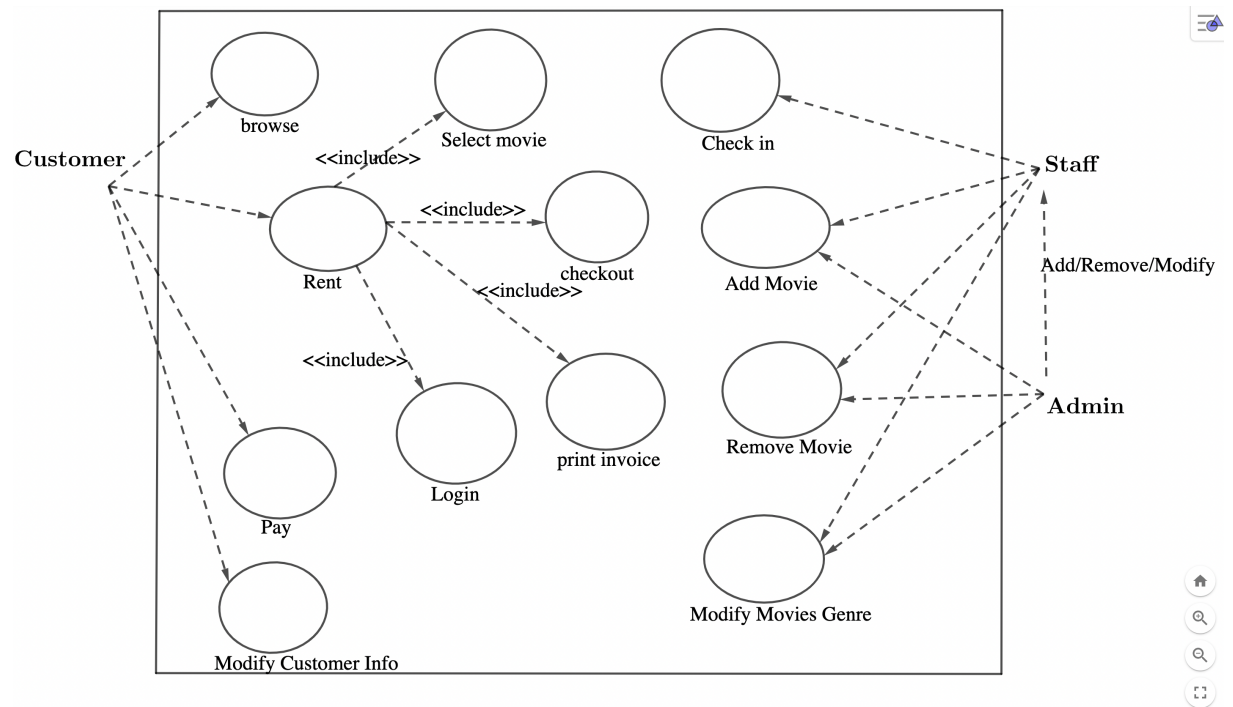 browse
Select movie
Check in
Customer
<<include>>
Staff
<<include>>
Rent
checkout
Add Movie
Add/Remove/Modify
<<include>>
<<include>>
Admin
Remove Movie
print invoice
Login
Pay
Modify Movies Genre
Modify Customer Info